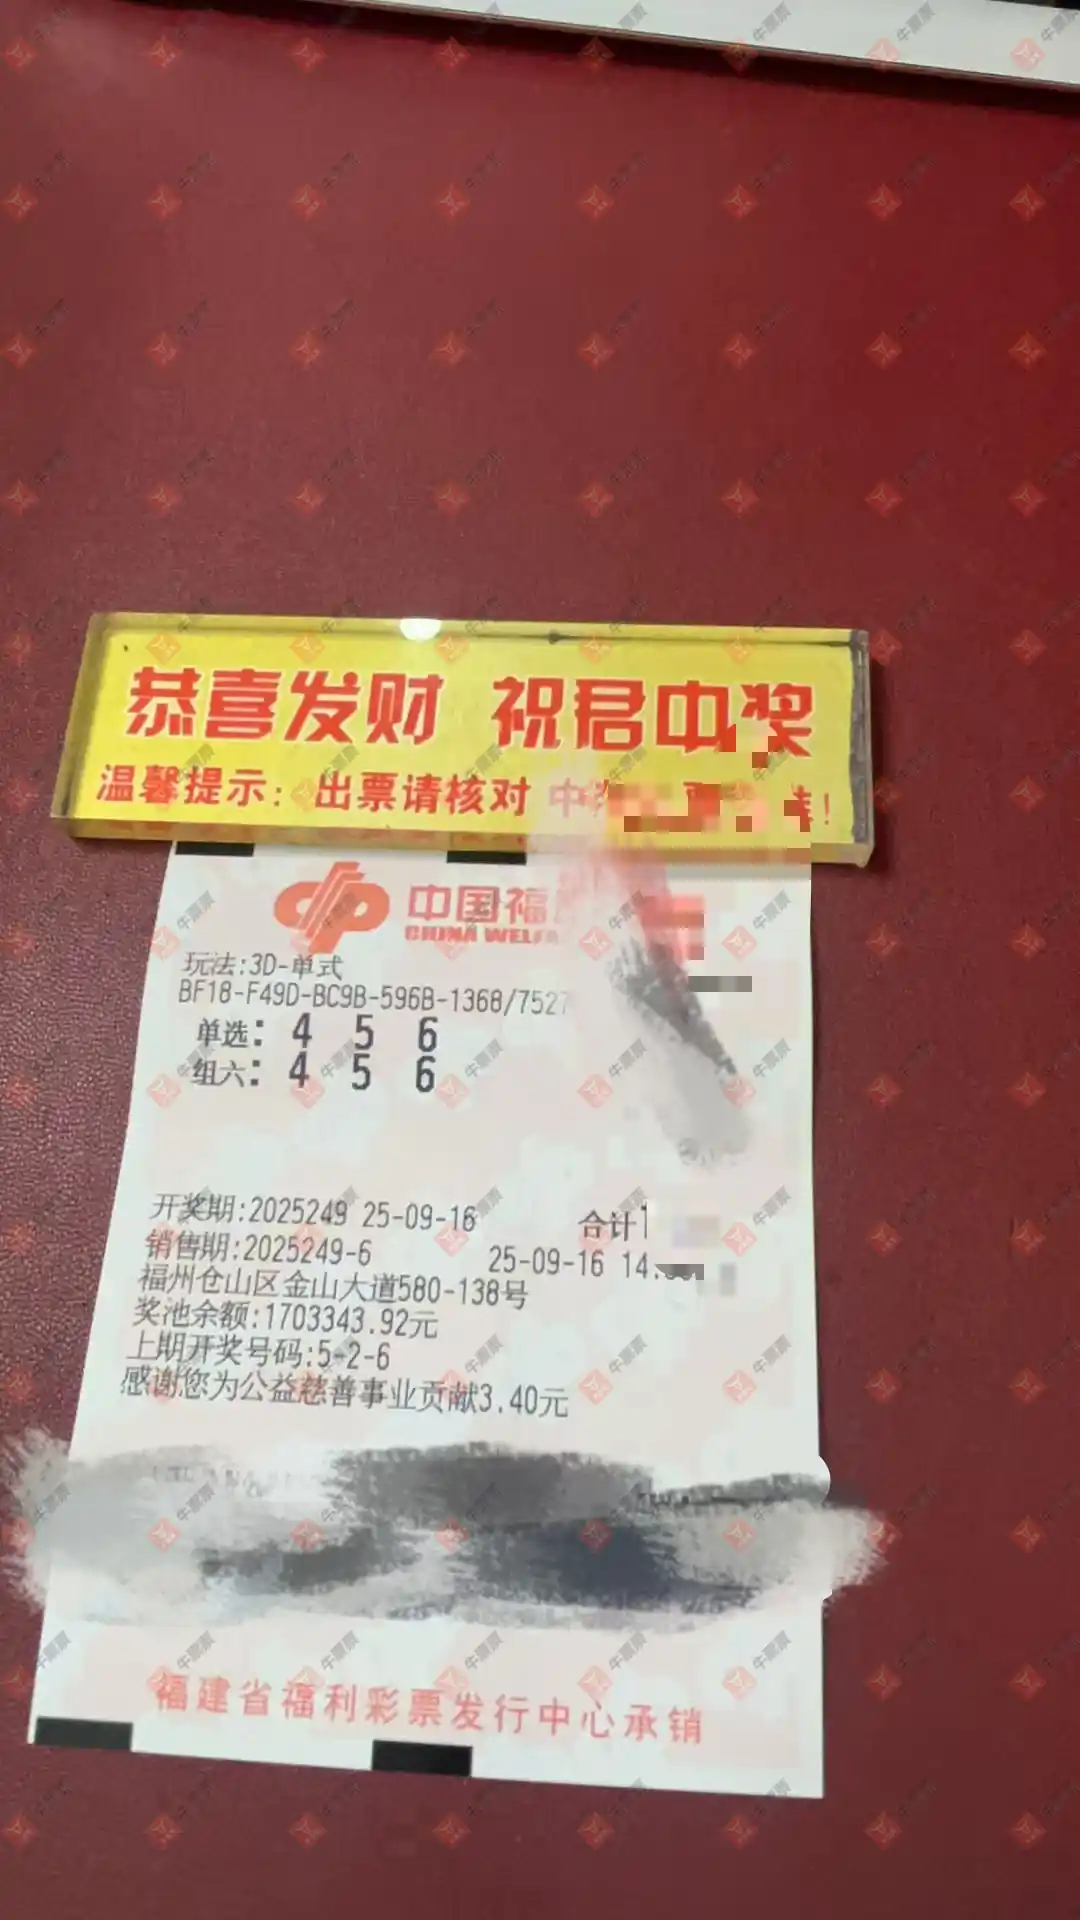 恭喜发财 祝君中奖
温馨提示: 出票请核对 中
中国福
CHINA WELFA
玩法:3D-单式
BF18-F49D-BC9B-596B-1368/7527
单选: 4 5 6
组六: 4 5 6
开奖期:2025249 25-09-16 合计1
销售期:2025249-6 25-09-16 14
福州仓山区金山大道580-138号
奖池余额:1703343.92元
上期开奖号码:5-2-6
感谢您为公益慈善事业贡献3.40元
福建省福利彩票发行中心承销
牛票票